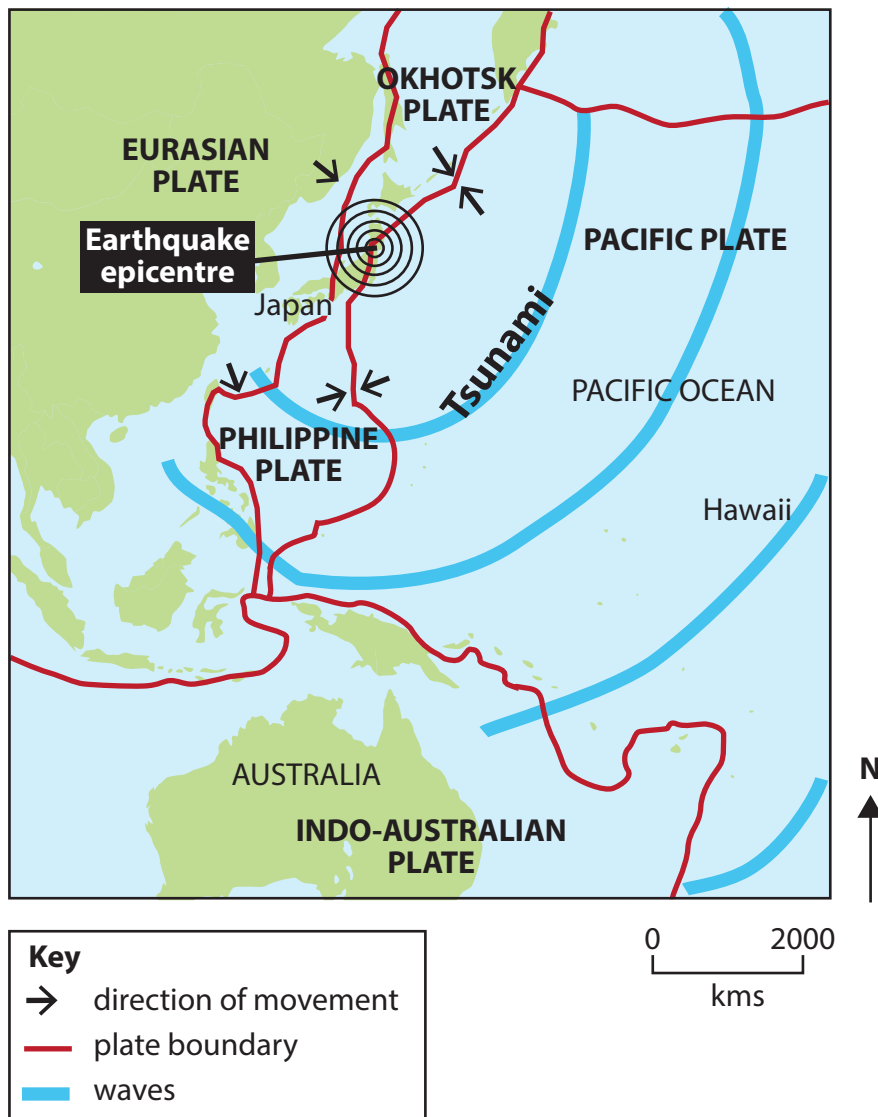 OKHOTSK
PLATE
EURASIAN
PLATE
Earthquake
epicentre
PACIFIC PLATE
Japan
Tsunami
PACIFIC OCEAN
PHILIPPINE
PLATE
Hawaii
AUSTRALIA
INDO-AUSTRALIAN
PLATE
N
0 2000
kms
Key
direction of movement
plate boundary
waves